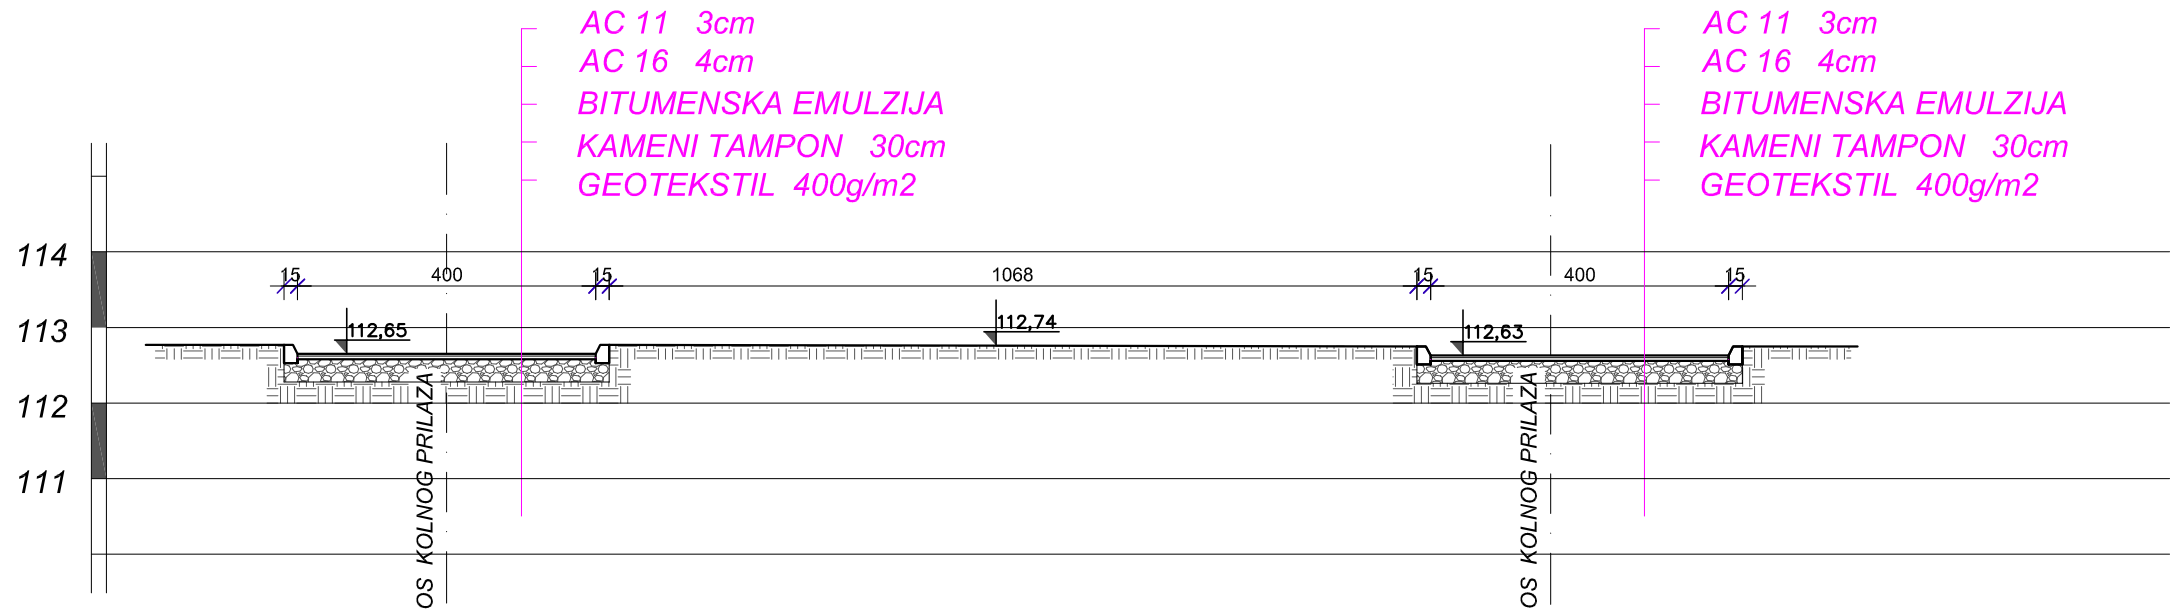 AC 11 3cm
AC 16 4cm
BITUMENSKA EMULZIJA
KAMENI TAMPON 30cm
GEOTEKSTIL 400g/m2
AC 11 3cm
AC 16 4cm
BITUMENSKA EMULZIJA
KAMENI TAMPON 30cm
GEOTEKSTIL 400g/m2
114
113
112
111
15
400
15
1068
15
400
15
112,65
112,74
112,63
OS KOLNOG PRILAZA
OS KOLNOG PRILAZA